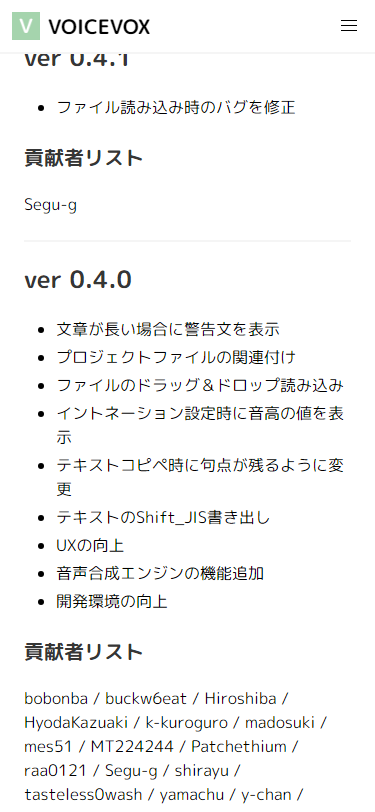 V VOICEVOX
ver 0.4.1
ファイル読み込み時のバグを修正
貢献者リスト
Segu-g
ver 0.4.0
文章が長い場合に警告文を表示
プロジェクトファイルの関連付け
ファイルのドラッグ＆ドロップ読み込み
イントネーション設定時に音高の値を表
示
テキストコピペ時に句点が残るように変
更
テキストのShift_JIS書き出し
UXの向上
音声合成エンジンの機能追加
開発環境の向上
貢献者リスト
bobonba / buckw6eat / Hiroshiba /
HyodaKazuaki / k-kuroguro / madosuki /
mes51 / MT224244 / Patchethium /
raa0121 / Segu-g / shirayu /
tasteless0wash / yamachu / y-chan /